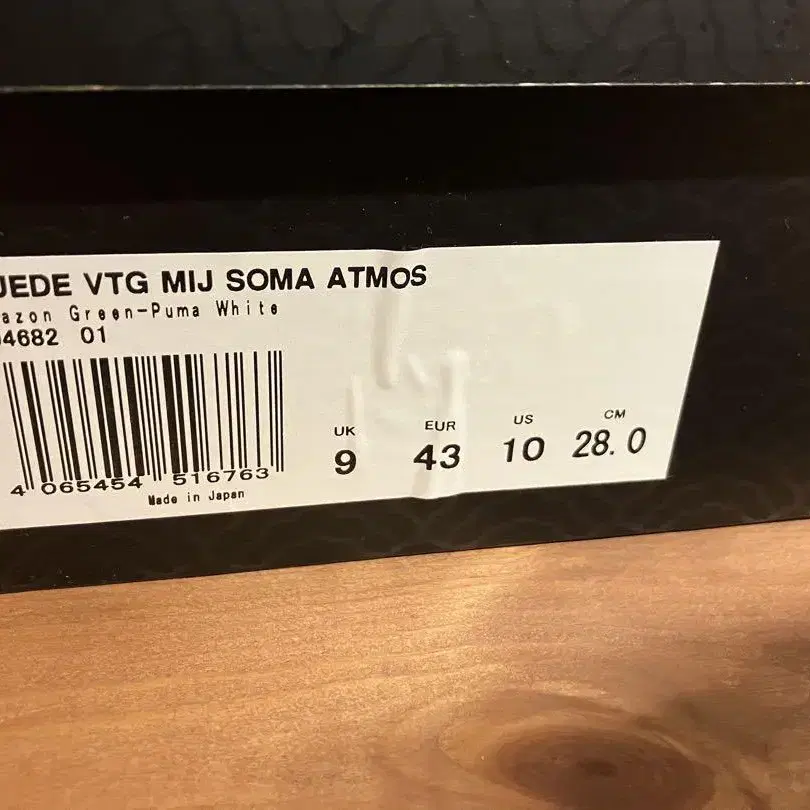 UEDE VTG MIJ SOMA ATMOS
azon Green-Puma White
4682 01
UK EUR US CM
9 43 10 28.0
4 065454 516763
Made in Japan